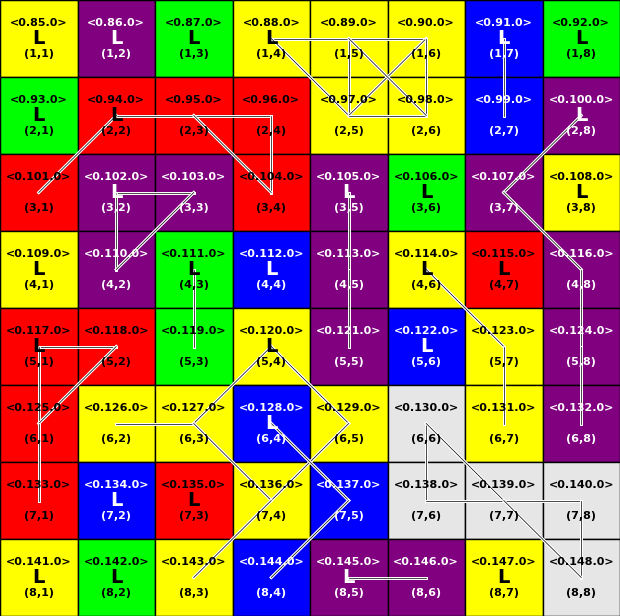 <0.85.0> <0.86.0> <0.87.0> <0.88.0> <0.89.0> <0.90.0> <0.91.0> <0.92.0>
L L L L L L
(1,1) (1,2) (1,3) (1,4) (1,5) (1,6) (1,7) (1,8)
<0.93.0> <0.94.0> <0.95.0> <0.96.0> <0.97.0> <0.98.0> <0.99.0> <0.100.0>
L L L
(2,1) (2,2) (2,3) (2,4) (2,5) (2,6) (2,7) (2,8)
<0.101.0> <0.102.0> <0.103.0> <0.104.0> <0.105.0> <0.106.0> <0.107.0> <0.108.0>
L L L L
(3,1) (3,2) (3,3) (3,4) (3,5) (3,6) (3,7) (3,8)
<0.109.0> <0.110.0> <0.111.0> <0.112.0> <0.113.0> <0.114.0> <0.115.0> <0.116.0>
L L L L L
(4,1) (4,2) (4,3) (4,4) (4,5) (4,6) (4,7) (4,8)
<0.117.0> <0.118.0> <0.119.0> <0.120.0> <0.121.0> <0.122.0> <0.123.0> <0.124.0>
L L L
(5,1) (5,2) (5,3) (5,4) (5,5) (5,6) (5,7) (5,8)
<0.125.0> <0.126.0> <0.127.0> <0.128.0> <0.129.0> <0.130.0> <0.131.0> <0.132.0>
L
(6,1) (6,2) (6,3) (6,4) (6,5) (6,6) (6,7) (6,8)
<0.133.0> <0.134.0> <0.135.0> <0.136.0> <0.137.0> <0.138.0> <0.139.0> <0.140.0>
L L
(7,1) (7,2) (7,3) (7,4) (7,5) (7,6) (7,7) (7,8)
<0.141.0> <0.142.0> <0.143.0> <0.144.0> <0.145.0> <0.146.0> <0.147.0> <0.148.0>
L L L L
(8,1) (8,2) (8,3) (8,4) (8,5) (8,6) (8,7) (8,8)